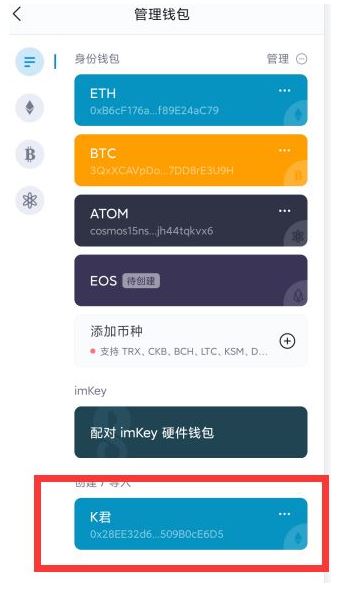 管理钱包
身份钱包 管理
ETH
0xB6cF176a...f89E24aC79
BTC
3QxXCAVpDo...7DD8rE3U9H
ATOM
cosmos15ns...jh44tqkvx6
EOS 待创建
添加币种
支持 TRX、CKB、BCH、LTC、KSM、D...
imKey
配对 imKey 硬件钱包
创建 / 导入
K君
0x28EE32d6...509B0cE6D5